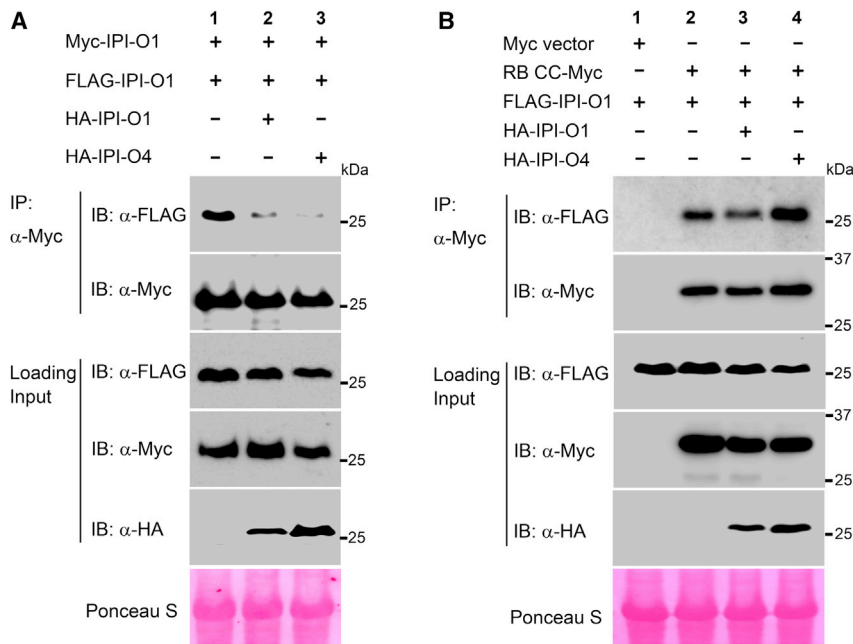 A
1 2 3
Myc-IPI-O1 + + +
FLAG-IPI-O1 + + +
HA-IPI-O1 − + −
HA-IPI-O4 − − +
kDa
IP:
α-Myc
IB: α-FLAG
25
IB: α-Myc
25
Loading
Input
IB: α-FLAG
25
IB: α-Myc
25
IB: α-HA
25
Ponceau S
B
1 2 3 4
Myc vector + − − −
RB CC-Myc − + + +
FLAG-IPI-O1 + + + +
HA-IPI-O1 − − + −
HA-IPI-O4 − − − +
kDa
IP:
α-Myc
IB: α-FLAG
25
37
IB: α-Myc
25
Loading
Input
IB: α-FLAG
25
37
IB: α-Myc
25
IB: α-HA
25
Ponceau S